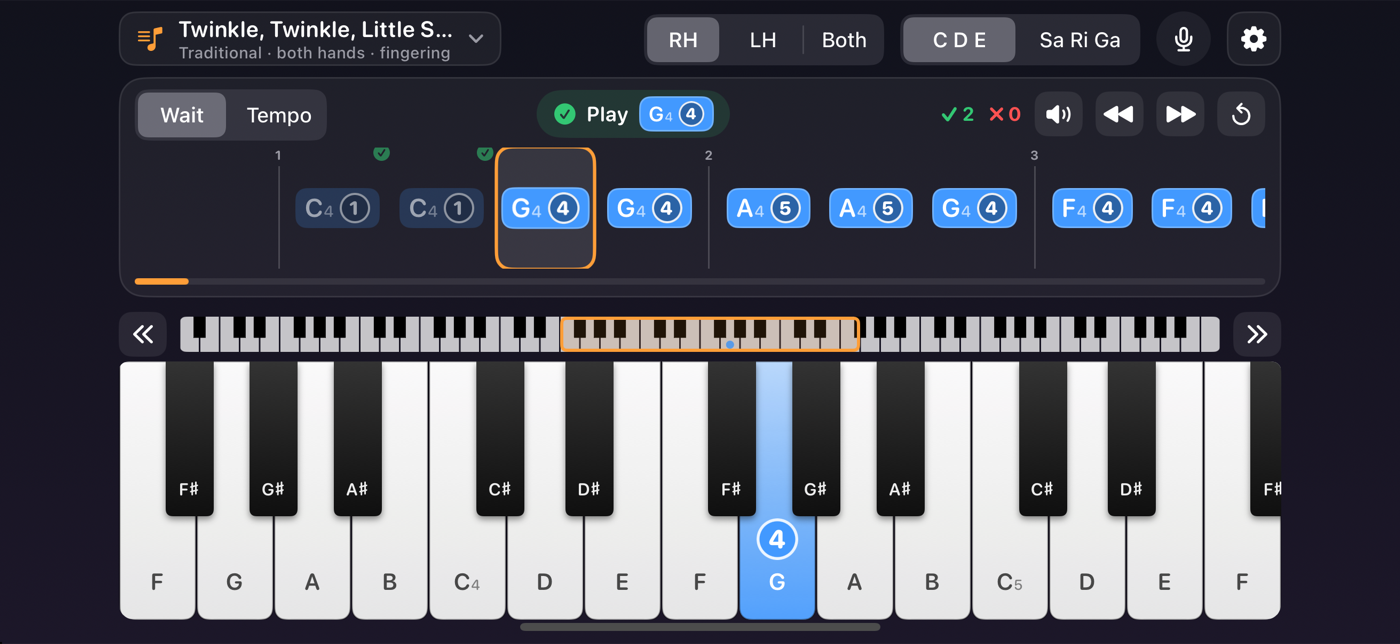 Twinkle, Twinkle, Little S...
Traditional · both hands · fingering
RH LH Both
C D E Sa Ri Ga
Wait Tempo
Play G4 4
2 0
1 2 3
C4 1 C4 1 G4 4 G4 4 A4 5 A4 5 G4 4 F4 4 F4 4
F# G# A# C# D# F# G# A# C# D# F#
4
F G A B C4 D E F G A B C5 D E F